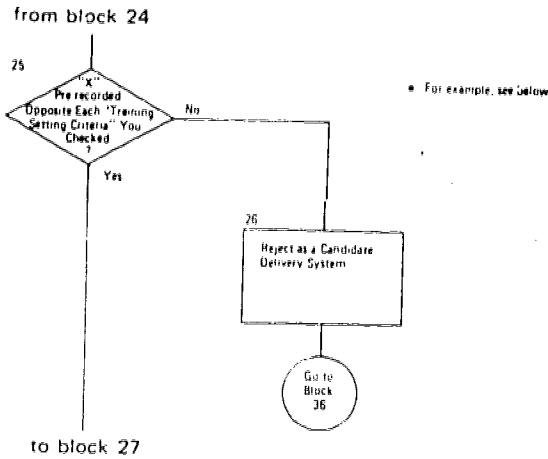 from block 24
25
"X"
Pre recorded
Opposite Each "Training
Setting Criteria" You
Checked
?
No
Yes
• For example, see below
26
Reject as a Candidate
Delivery System
Go to
Block
36
to block 27